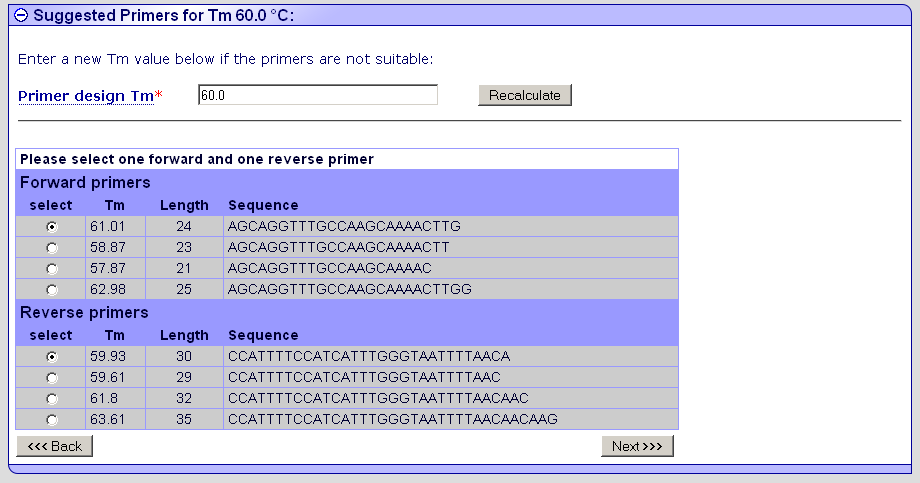 Suggested Primers for Tm 60.0 °C:
Enter a new Tm value below if the primers are not suitable:
Primer design Tm* 60.0 Recalculate
Please select one forward and one reverse primer
Forward primers
select Tm Length Sequence
61.01 24 AGCAGGTTTGCCAAGCAAAACTTG
58.87 23 AGCAGGTTTGCCAAGCAAAACTT
57.87 21 AGCAGGTTTGCCAAGCAAAAC
62.98 25 AGCAGGTTTGCCAAGCAAAACTTGG
Reverse primers
select Tm Length Sequence
59.93 30 CCATTTTCCATCATTTGGGTAATTTTAACA
59.61 29 CCATTTTCCATCATTTGGGTAATTTTAAC
61.8 32 CCATTTTCCATCATTTGGGTAATTTTAACAAC
63.61 35 CCATTTTCCATCATTTGGGTAATTTTAACAACAAG
<<< Back Next >>>